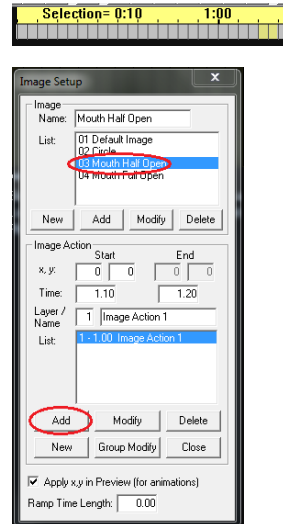 Selection= 0:10 1:00
Image Setup x
Image
Name: Mouth Half Open
List: 01 Default Image
02 Circle
03 Mouth Half Open
04 Mouth Full Open
New Add Modify Delete
Image Action
Start End
x, y: 0 0 0 0
Time: 1.10 1.20
Layer / Name 1 Image Action 1
List: 1 - 1.00 Image Action 1
Add Modify Delete
New Group Modify Close
Apply x,y in Preview (for animations)
Ramp Time Length: 0.00